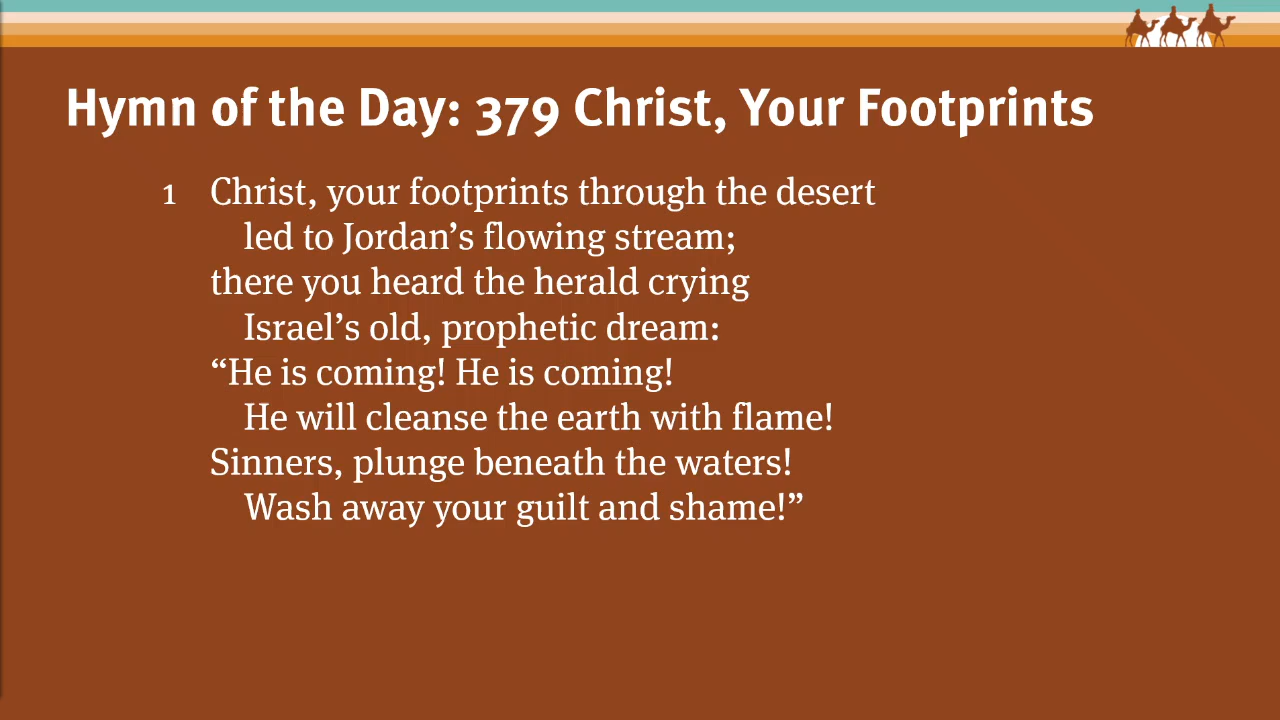 Hymn of the Day: 379 Christ, Your Footprints
1 Christ, your footprints through the desert
led to Jordan’s flowing stream;
there you heard the herald crying
Israel’s old, prophetic dream:
“He is coming! He is coming!
He will cleanse the earth with flame!
Sinners, plunge beneath the waters!
Wash away your guilt and shame!”